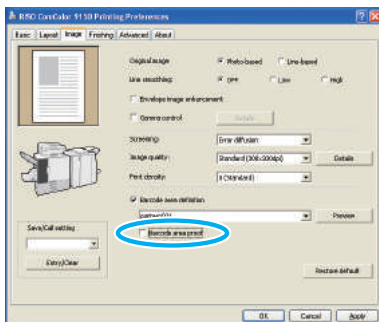 RISO ComColor 9150 Printing Preferences
Basic Layout Image Finishing Advanced About
Original image: Photo-based Line-based
Line smoothing: OFF Low High
Envelope image enhancement
Gamma control Details
Screening: Error diffusion
Image quality: Standard (300x300dpi) Details
Print density: 3 (Standard)
Barcode area definition
Preview
Barcode area proof
Save/Call setting
Entry/Clear
Restore default
OK Cancel Apply